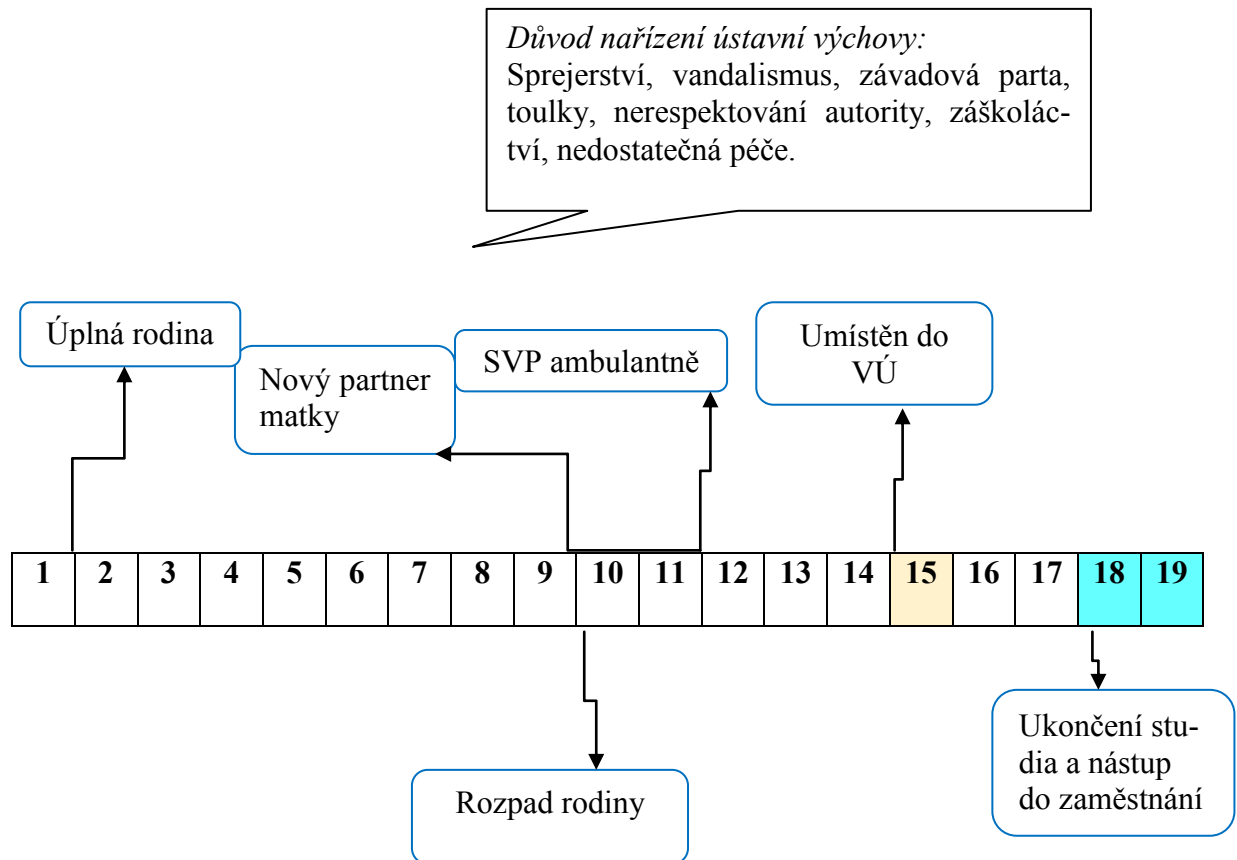 Důvod nařízení ústavní výchovy:
Sprejerství, vandalismus, závadová parta,
toulky, nerespektování autority, záškolác-
tví, nedostatečná péče.
Úplná rodina
Nový partner
matky
SVP ambulantně
Umístěn do
VÚ
1 2 3 4 5 6 7 8 9 10 11 12 13 14 15 16 17 18 19
Rozpad rodiny
Ukončení stu-
dia a nástup
do zaměstnání